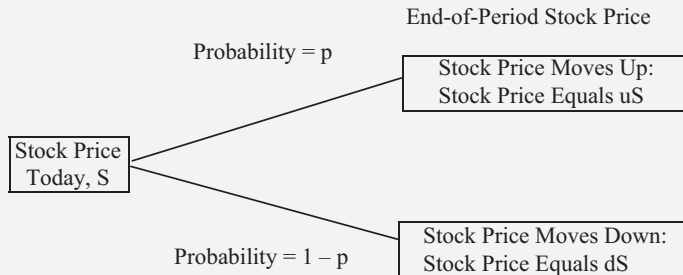 End-of-Period Stock Price
Probability = p
Stock Price Moves Up:
Stock Price Equals uS
Stock Price
Today, S
Stock Price Moves Down:
Stock Price Equals dS
Probability = 1 – p